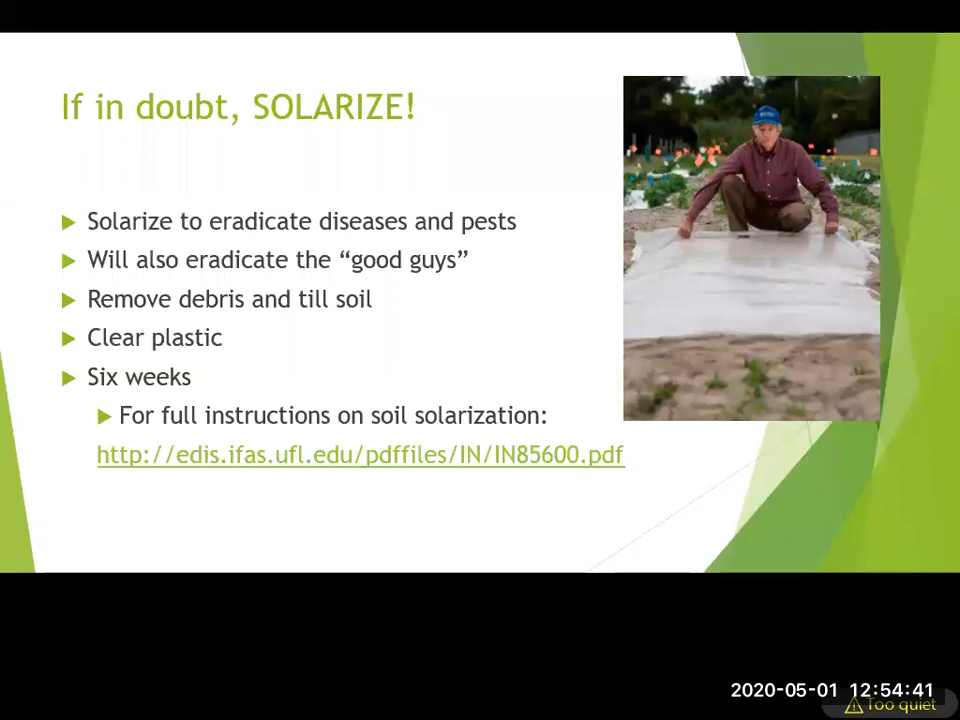 If in doubt, SOLARIZE!
Solarize to eradicate diseases and pests
Will also eradicate the “good guys”
Remove debris and till soil
Clear plastic
Six weeks
For full instructions on soil solarization:
http://edis.ifas.ufl.edu/pdffiles/IN/IN85600.pdf
2020-05-01 12:54:41
Too quiet